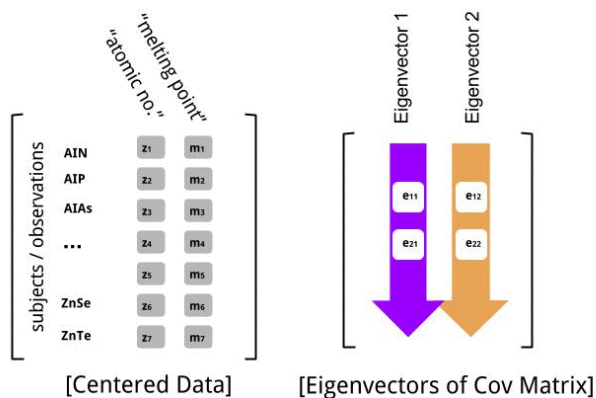 "atomic no."
"melting point"
Eigenvector 1
Eigenvector 2
subjects / observations
AIN z1 m1
AIP z2 m2
AIAs z3 m3
... z4 m4
z5 m5
ZnSe z6 m6
ZnTe z7 m7
e11 e12
e21 e22
[Centered Data]
[Eigenvectors of Cov Matrix]